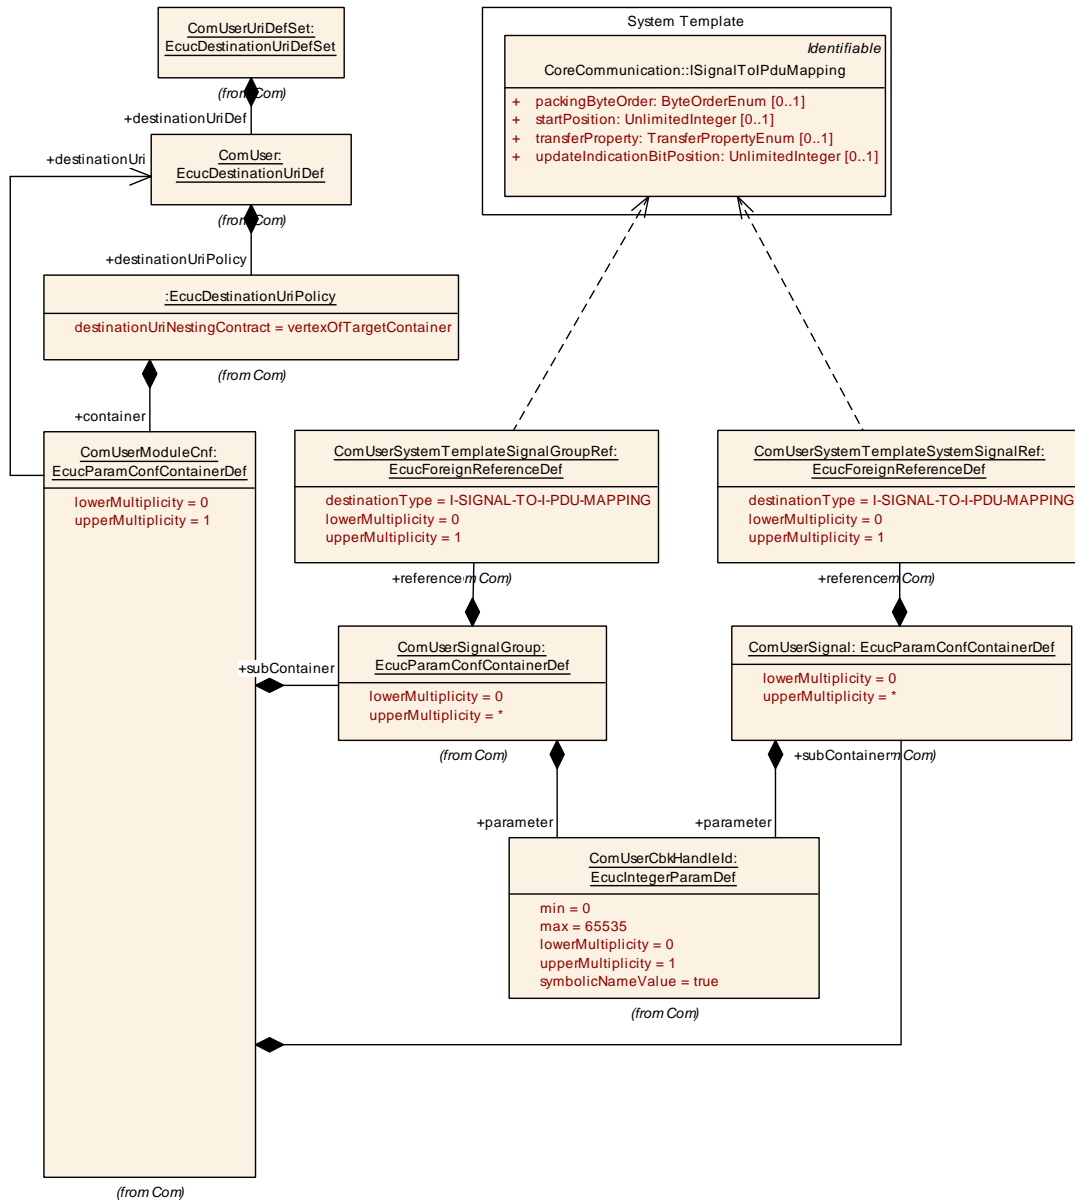 ComUserUriDefSet:
EcucDestinationUriDefSet
(from Com)
+destinationUriDef
ComUser:
EcucDestinationUriDef
+destinationUri
(from Com)
+destinationUriPolicy
:EcucDestinationUriPolicy
destinationUriNestingContract = vertexOfTargetContainer
(from Com)
+container
System Template
Identifiable
CoreCommunication::ISignalToIPduMapping
+ packingByteOrder: ByteOrderEnum [0..1]
+ startPosition: UnlimitedInteger [0..1]
+ transferProperty: TransferPropertyEnum [0..1]
+ updateIndicationBitPosition: UnlimitedInteger [0..1]
ComUserModuleCnf:
EcucParamConfContainerDef
lowerMultiplicity = 0
upperMultiplicity = 1
ComUserSystemTemplateSignalGroupRef:
EcucForeignReferenceDef
destinationType = I-SIGNAL-TO-I-PDU-MAPPING
lowerMultiplicity = 0
upperMultiplicity = 1
+reference
Com)
ComUserSystemTemplateSystemSignalRef:
EcucForeignReferenceDef
destinationType = I-SIGNAL-TO-I-PDU-MAPPING
lowerMultiplicity = 0
upperMultiplicity = 1
+reference
Com)
+subContainer
ComUserSignalGroup:
EcucParamConfContainerDef
lowerMultiplicity = 0
upperMultiplicity = *
(from Com)
ComUserSignal: EcucParamConfContainerDef
lowerMultiplicity = 0
upperMultiplicity = *
+subContainer
Com)
+parameter
+parameter
ComUserCbkHandleId:
EcucIntegerParamDef
min = 0
max = 65535
lowerMultiplicity = 0
upperMultiplicity = 1
symbolicNameValue = true
(from Com)
(from Com)